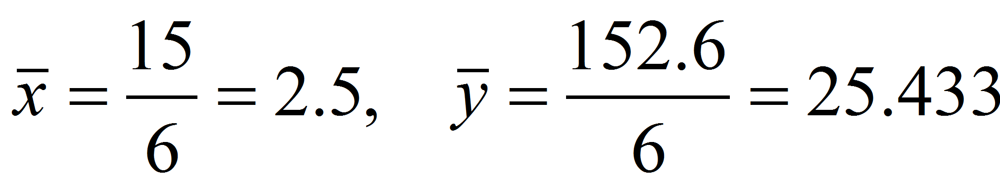 x̅ = 15/6 = 2.5, y̅ = 152.6/6 = 25.433